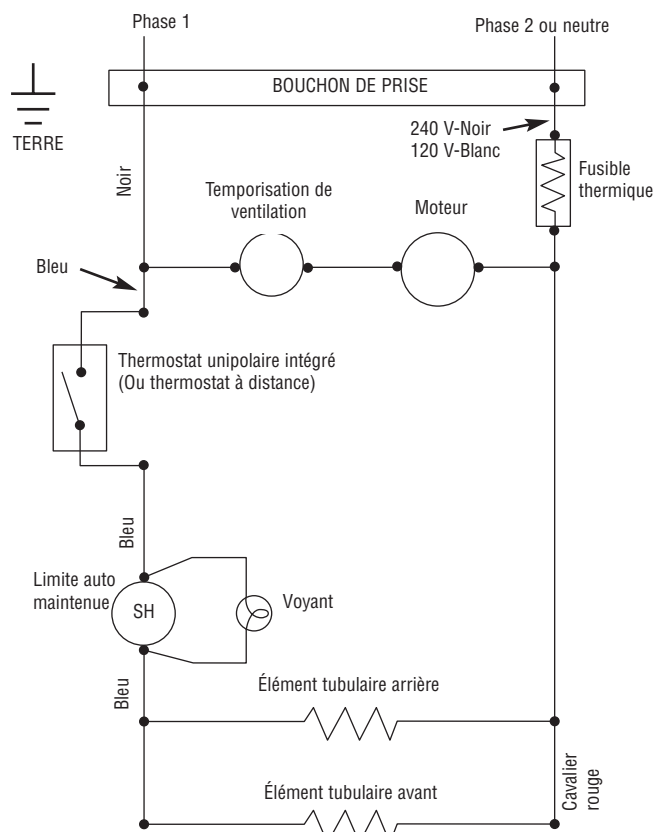 Phase 1
Phase 2 ou neutre
BOUCHON DE PRISE
TERRE
240 V-Noir
120 V-Blanc
Fusible
thermique
Noir
Temporisation de
ventilation
Moteur
Bleu
Thermostat unipolaire intégré
(Ou thermostat à distance)
Bleu
Limite auto
maintenue
SH
Voyant
Bleu
Élément tubulaire arrière
Élément tubulaire avant
Cavalier
rouge